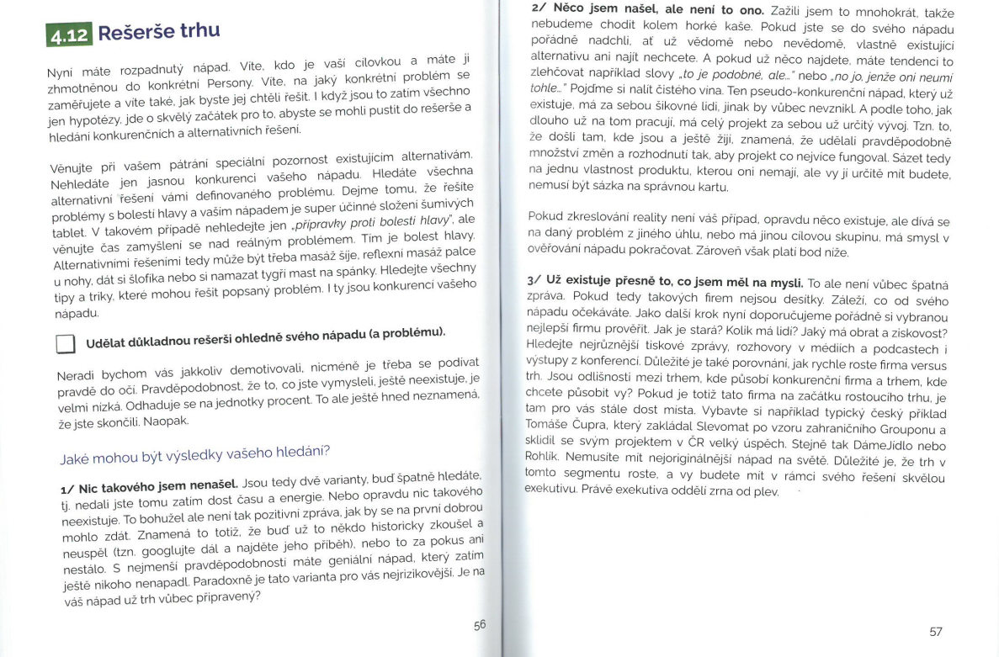 4.12 Rešerše trhu
Nyní máte rozpadnutý nápad. Víte, kdo je vaší cílovkou a máte ji
zhmotněnou do konkrétní Persony. Víte, na jaký konkrétní problém se
zaměřujete a víte také, jak byste jej chtěli řešit. I když jsou to zatím všechno
jen hypotézy, jde o skvělý začátek pro to, abyste se mohli pustit do rešerše a
hledání konkurenčních a alternativních řešení.
Věnujte při vašem pátrání speciální pozornost existujícím alternativám.
Nehledáte jen jasnou konkurenci vašeho nápadu. Hledáte všechna
alternativní řešení vámi definovaného problému. Dejme tomu, že řešíte
problémy s bolestí hlavy a vaším nápadem je super účinné složení šumivých
tablet. V takovém případě nehledejte jen „přípravky proti bolesti hlavy", ale
věnujte čas zamyšlení se nad reálným problémem. Tím je bolest hlavy.
Alternativními řešeními tedy může být třeba masáž šíje, reflexní masáž palce
u nohy, dát si šlofíka nebo si namazat tygří mast na spánky. Hledejte všechny
tipy a triky, které mohou řešit popsaný problém. I ty jsou konkurencí vašeho
nápadu.
Udělat důkladnou rešerši ohledně svého nápadu (a problému).
Neradi bychom vás jakkoliv demotivovali, nicméně je třeba se podívat
pravdě do očí. Pravděpodobnost, že to, co jste vymysleli, ještě neexistuje, je
velmi nízká. Odhaduje se na jednotky procent. To ale ještě hned neznamená,
že jste skončili. Naopak.
Jaké mohou být výsledky vašeho hledání?
1/ Nic takového jsem nenašel. Jsou tedy dvě varianty, buď špatně hledáte,
tj. nedali jste tomu zatím dost času a energie. Nebo opravdu nic takového
neexistuje. To bohužel ale není tak pozitivní zpráva, jak by se na první dobrou
mohlo zdát. Znamená to totiž, že buď už to někdo historicky zkoušel a
neuspěl (tzn. googlujte dál a najděte jeho příběh), nebo to za pokus ani
nestálo. S nejmenší pravděpodobností máte geniální nápad, který zatím
ještě nikoho nenapadl. Paradoxně je tato varianta pro vás nejrizikovější. Je na
váš nápad už trh vůbec připravený?
56
2/ Něco jsem našel, ale není to ono. Zažili jsem to mnohokrát, takže
nebudeme chodit kolem horké kaše. Pokud jste se do svého nápadu
pořádně nadchli, ať už vědomě nebo nevědomě, vlastně existující
alternativu ani najít nechcete. A pokud už něco najdete, máte tendenci to
zlehčovat například slovy „to je podobné, ale..." nebo „no jo, jenže oni neumí
tohle..." Pojďme si nalít čistého vína. Ten pseudo-konkurenční nápad, který už
existuje, má za sebou šikovné lidi, jinak by vůbec nevznikl. A podle toho, jak
dlouho už na tom pracují, má celý projekt za sebou už určitý vývoj. Tzn. to,
že došli tam, kde jsou a ještě žijí, znamená, že udělali pravděpodobně
množství změn a rozhodnutí tak, aby projekt co nejvíce fungoval. Sázet tedy
na jednu vlastnost produktu, kterou oni nemají, ale vy ji určitě mít budete,
nemusí být sázka na správnou kartu.
Pokud zkreslování reality není váš případ, opravdu něco existuje, ale dívá se
na daný problém z jiného úhlu, nebo má jinou cílovou skupinu, má smysl v
ověřování nápadu pokračovat. Zároveň však platí bod níže.
3/ Už existuje přesně to, co jsem měl na mysli. To ale není vůbec špatná
zpráva. Pokud tedy takových firem nejsou desítky. Záleží, co od svého
nápadu očekáváte. Jako další krok nyní doporučujeme pořádně si vybranou
nejlepší firmu prověřit. Jak je stará? Kolik má lidí? Jaký má obrat a ziskovost?
Hledejte nejrůznější tiskové zprávy, rozhovory v médiích a podcastech i
výstupy z konferencí. Důležité je také porovnání, jak rychle roste firma versus
trh. Jsou odlišnosti mezi trhem, kde působí konkurenční firma a trhem, kde
chcete působit vy? Pokud je totiž tato firma na začátku rostoucího trhu, je
tam pro vás stále dost místa. Vybavte si například typický český příklad
Tomáše Čupra, který zakládal Slevomat po vzoru zahraničního Grouponu a
sklidil se svým projektem v ČR velký úspěch. Stejně tak DámeJídlo nebo
Rohlík. Nemusíte mít nejoriginálnější nápad na světě. Důležité je, že trh v
tomto segmentu roste, a vy budete mít v rámci svého řešení skvělou
exekutivu. Právě exekutiva oddělí zrna od plev.
57